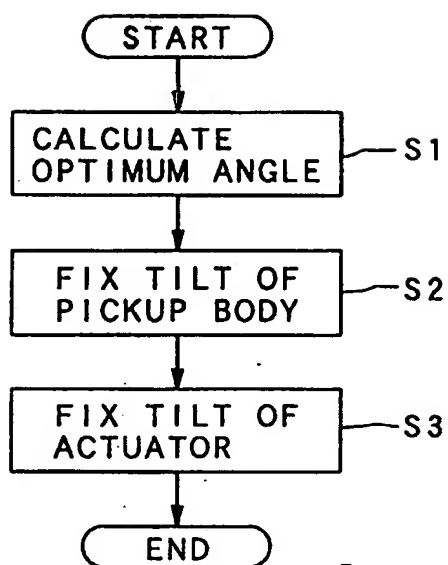 START
CALCULATE
OPTIMUM ANGLE
S1
FIX TILT OF
PICKUP BODY
S2
FIX TILT OF
ACTUATOR
S3
END